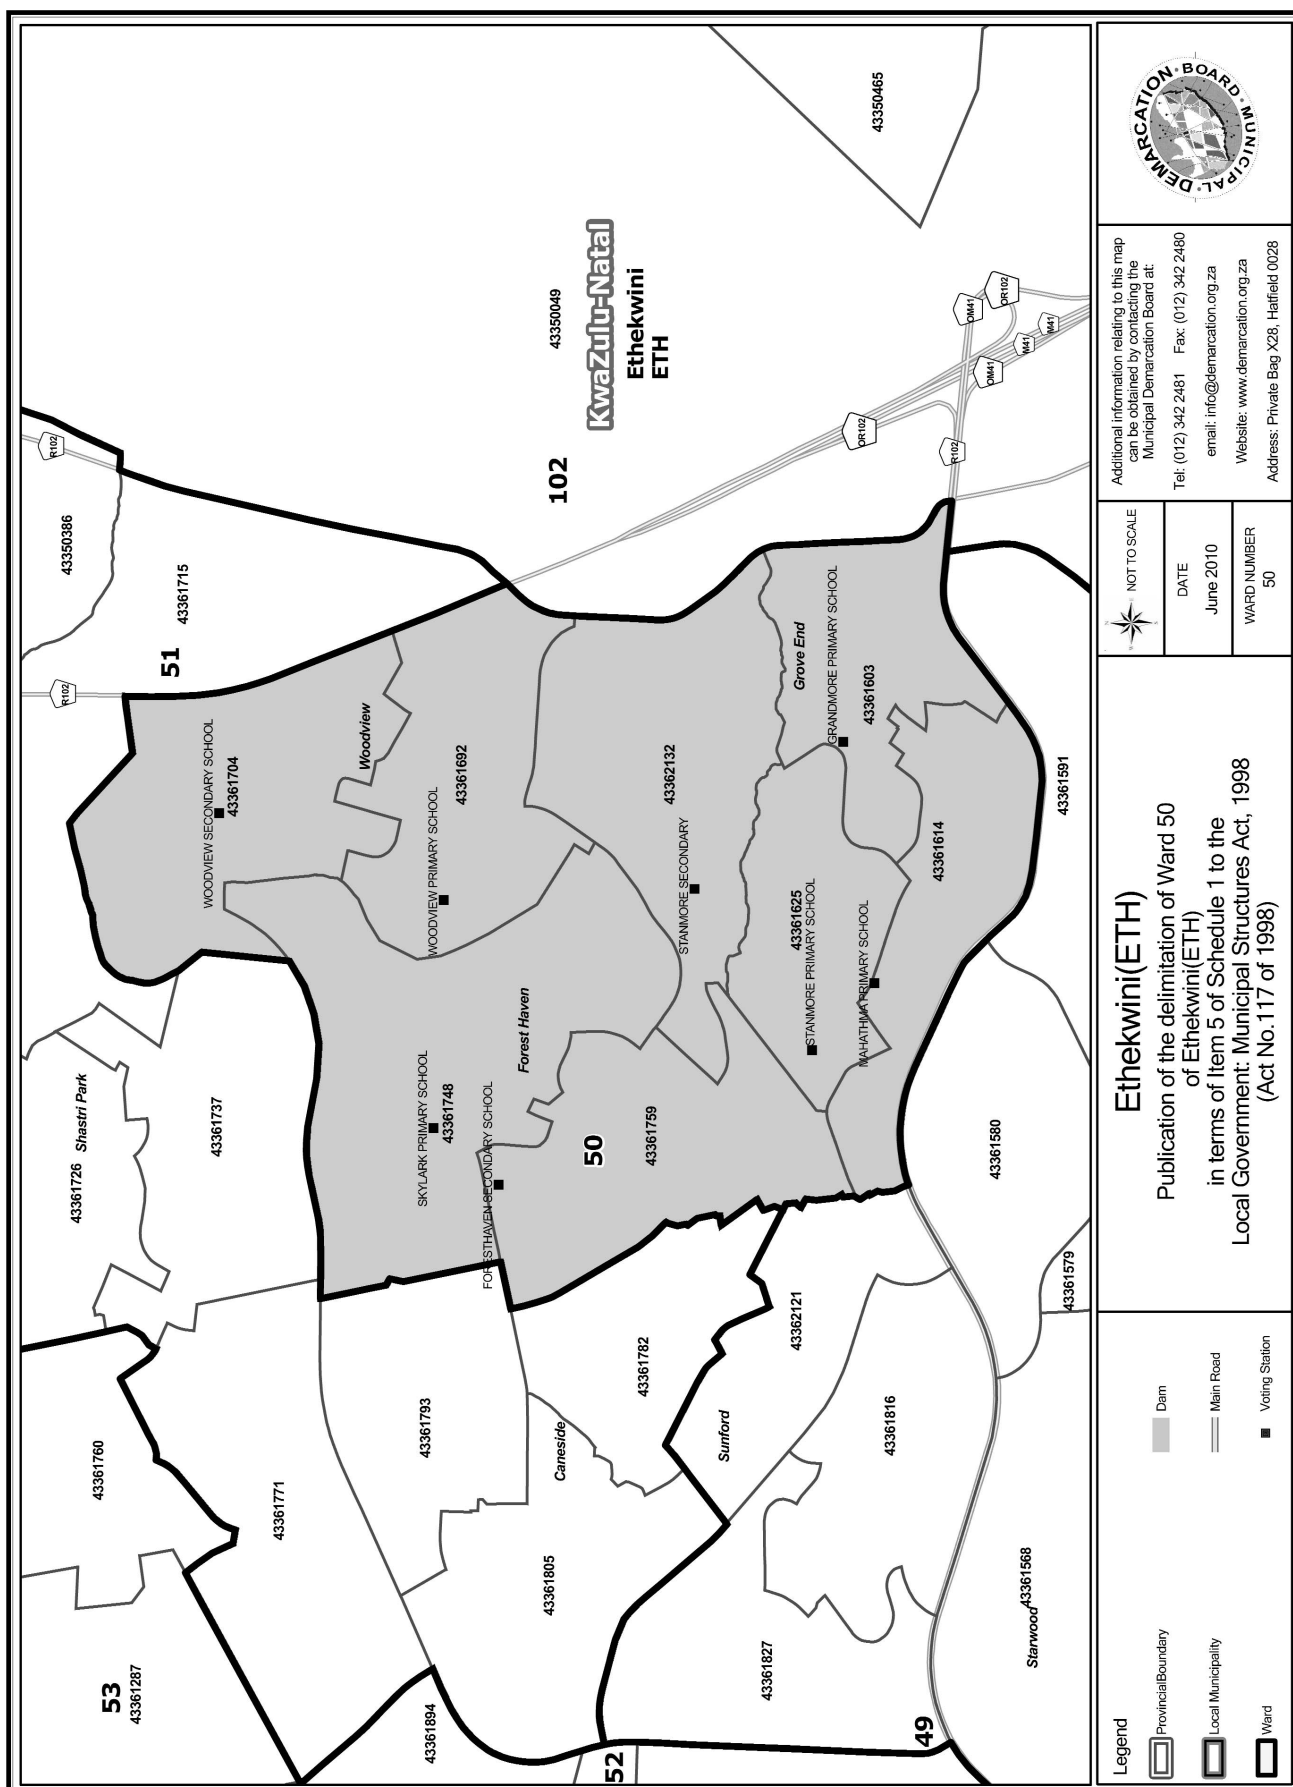 53
43361287
43361760
43361726
Shastri Park
43361737
43361771
43361894
43361793
43361805
Caneside
43361782
52
43361827
Sunford
43362121
43361816
49
Starwood
43361568
43361579
43361580
43361591
50
43361759
SKYLARK PRIMARY SCHOOL
43361748
FORESTHAVEN SECONDARY SCHOOL
Forest Haven
WOODVIEW SECONDARY SCHOOL
43361704
Woodview
WOODVIEW PRIMARY SCHOOL
43361692
STANMORE SECONDARY
43362132
43361625
STANMORE PRIMARY SCHOOL
MAHATHMA PRIMARY SCHOOL
43361614
Grove End
GRANDMORE PRIMARY SCHOOL
43361603
R102
51
43361715
43350386
R102
102
43350049
KwaZulu-Natal
Ethekwini
ETH
43350465
OR102
R102
OM41
M41
M41
OM41
OR102
Legend
ProvincialBoundary
Local Municipality
Ward
Dam
Main Road
Voting Station
Ethekwini(ETH)
Publication of the delimitation of Ward 50
of Ethekwini(ETH)
in terms of Item 5 of Schedule 1 to the
Local Government: Municipal Structures Act, 1998
(Act No.117 of 1998)
NOT TO SCALE
DATE
June 2010
WARD NUMBER
50
Additional information relating to this map
can be obtained by contacting the
Municipal Demarcation Board at:
Tel: (012) 342 2481 Fax: (012) 342 2480
email: info@demarcation.org.za
Website: www.demarcation.org.za
Address: Private Bag X28, Hatfield 0028
MUNICIPAL · DEMARCATION · BOARD